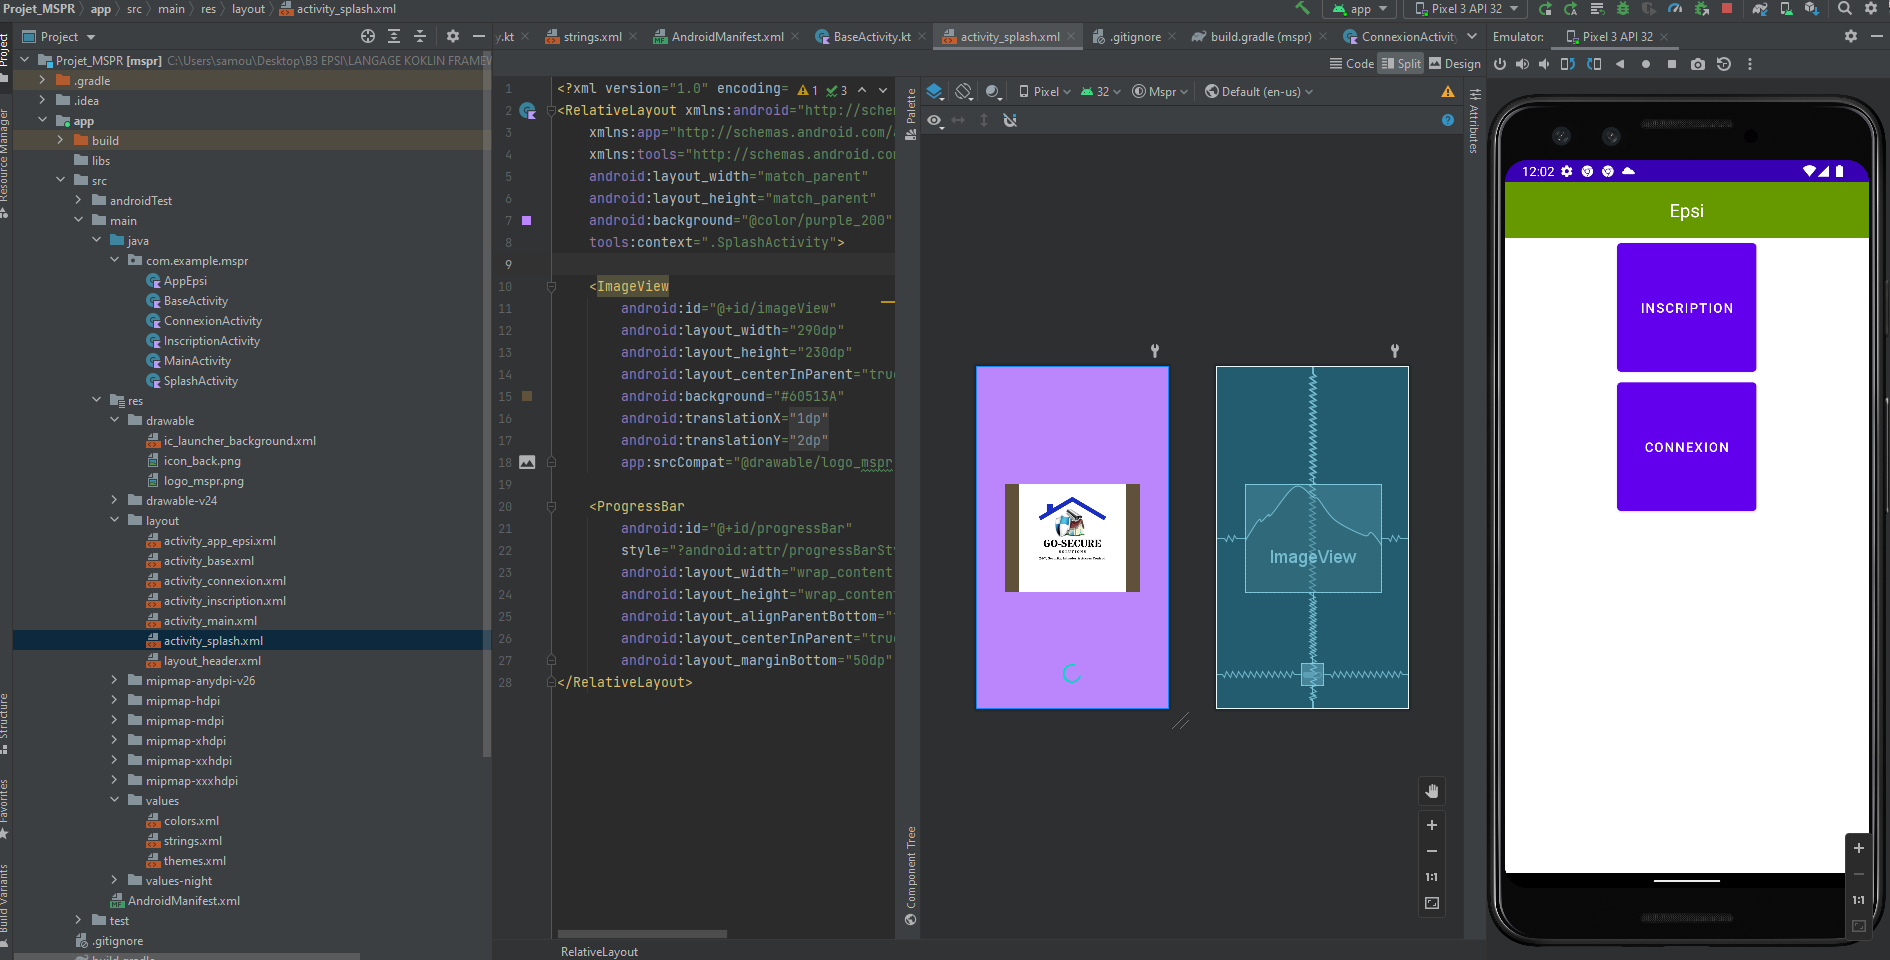 Projet_MSPR app src main res layout activity_splash.xml
app Pixel 3 API 32
Project
y.kt strings.xml AndroidManifest.xml BaseActivity.kt activity_splash.xml .gitignore build.gradle (mspr) ConnexionActivity
Emulator: Pixel 3 API 32
Code Split Design
Project
Resource Manager
Structure
Favorites
Build Variants
Projet_MSPR [mspr] C:\Users\samou\Desktop\B3 EPSI\LANGAGE KOKLIN FRAMEW
.gradle
.idea
app
build
libs
src
androidTest
main
java
com.example.mspr
AppEpsi
BaseActivity
ConnexionActivity
InscriptionActivity
MainActivity
SplashActivity
res
drawable
ic_launcher_background.xml
icon_back.png
logo_mspr.png
drawable-v24
layout
activity_app_epsi.xml
activity_base.xml
activity_connexion.xml
activity_inscription.xml
activity_main.xml
activity_splash.xml
layout_header.xml
mipmap-anydpi-v26
mipmap-hdpi
mipmap-mdpi
mipmap-xhdpi
mipmap-xxhdpi
mipmap-xxxhdpi
values
colors.xml
strings.xml
themes.xml
values-night
AndroidManifest.xml
test
.gitignore
build.gradle
1 <?xml version="1.0" encoding= 1 3
2 <RelativeLayout xmlns:android="http://sche
3 xmlns:app="http://schemas.android.com/a
4 xmlns:tools="http://schemas.android.co
5 android:layout_width="match_parent"
6 android:layout_height="match_parent"
7 android:background="@color/purple_200"
8 tools:context=".SplashActivity">
9
10 <ImageView
11 android:id="@+id/imageView"
12 android:layout_width="290dp"
13 android:layout_height="230dp"
14 android:layout_centerInParent="true
15 android:background="#60513A"
16 android:translationX="1dp"
17 android:translationY="2dp"
18 app:srcCompat="@drawable/logo_mspr
19
20 <ProgressBar
21 android:id="@+id/progressBar"
22 style="?android:attr/progressBarSty
23 android:layout_width="wrap_content
24 android:layout_height="wrap_conten
25 android:layout_alignParentBottom="
26 android:layout_centerInParent="true
27 android:layout_marginBottom="50dp"
28 </RelativeLayout>
RelativeLayout
Palette
Component Tree
Pixel 32 Mspr Default (en-us)
Attributes
GO-SECURE
SOLUTIONS
ImageView
1:1
12:02
Epsi
INSCRIPTION
CONNEXION
1:1